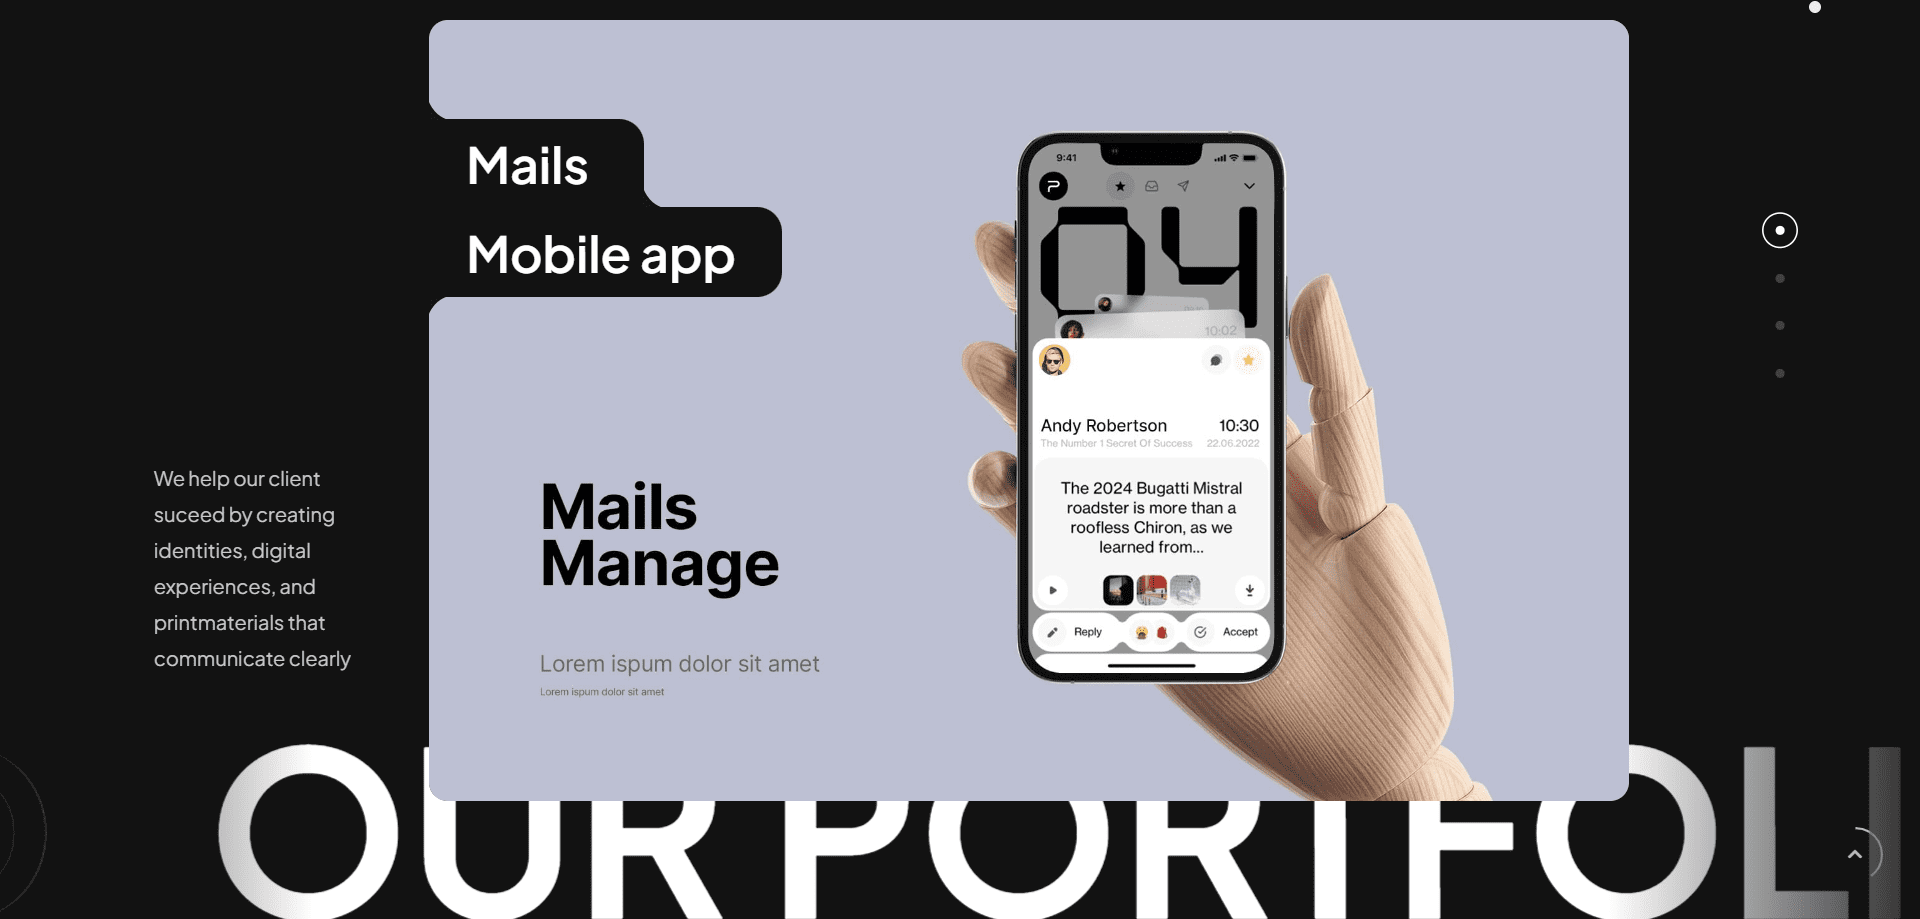 Mails
Mobile app
We help our client
suceed by creating
identities, digital
experiences, and
printmaterials that
communicate clearly
Mails
Manage
Lorem ispum dolor sit amet
Lorem ispum dolor sit amet
9:41
04
10:02
Andy Robertson 10:30
The Number 1 Secret Of Success 22.06.2022
The 2024 Bugatti Mistral
roadster is more than a
roofless Chiron, as we
learned from...
Reply Accept
OUR PORTFOLI